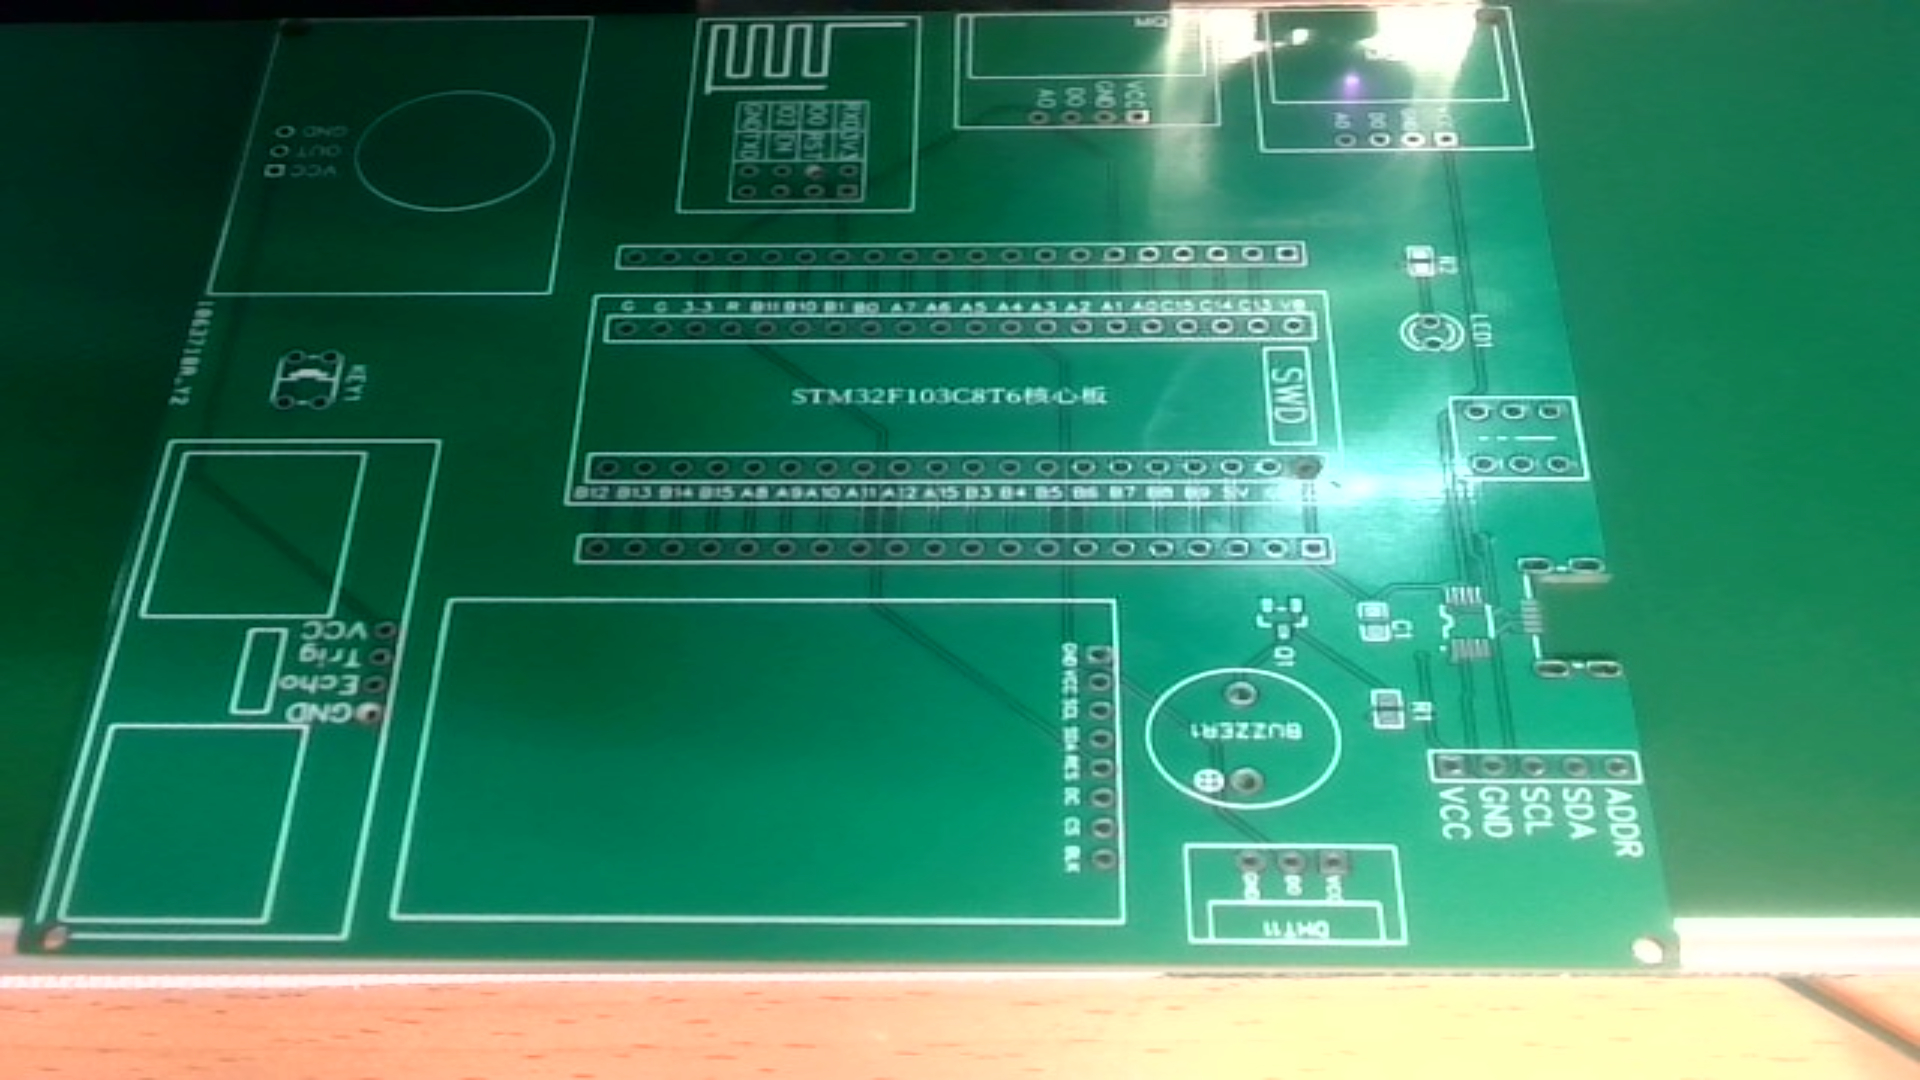 GND
OUT
VCC
GND TXD
IO2 EN
IO0 RST
RXD 3V3
AO
DO
GND
VCC
AO
DO
R2
LED1
KEY1
G G 3.3 R B11 B10 B1 B0 A7 A6 A5 A4 A3 A2 A1 A0 C15 C14 C13 VB
STM32F103C8T6核心板
SWD
B12 B13 B14 B15 A8 A9 A10 A11 A12 A15 B3 B4 B5 B6 B7 B8 B9 5V
VCC
Trig
Echo
GND
GND VCC SCL SDA RES DC CS BLK
Q1
C1
R1
BUZZER1
VCC
GND
SCL
SDA
ADDR
GND
DO
VCC
DHT11